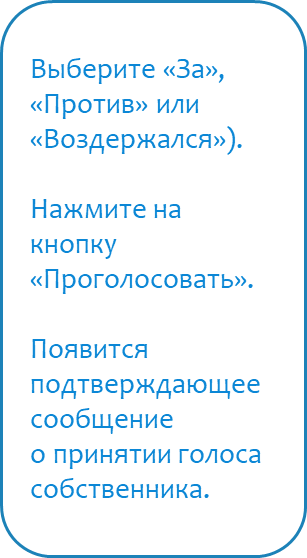 Выберите «За»,
«Против» или
«Воздержался»).
Нажмите на
кнопку
«Проголосовать».
Появится
подтверждающее
сообщение
о принятии голоса
собственника.